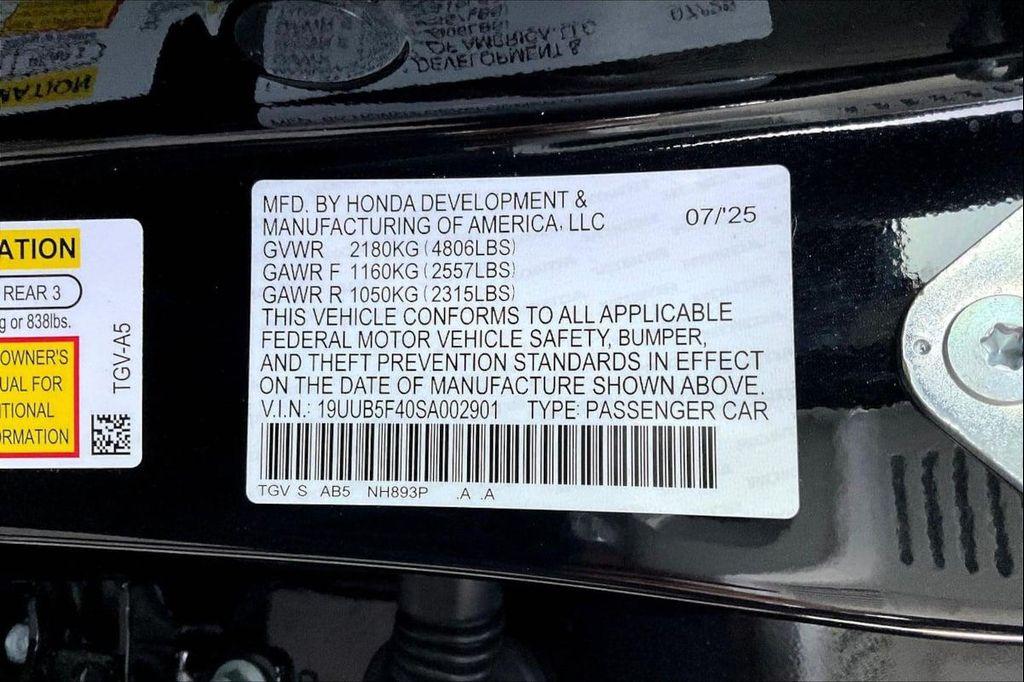 MFD. BY HONDA DEVELOPMENT &
MANUFACTURING OF AMERICA, LLC 07/'25
GVWR 2180KG (4806LBS)
GAWR F 1160KG (2557LBS)
GAWR R 1050KG (2315LBS)
THIS VEHICLE CONFORMS TO ALL APPLICABLE
FEDERAL MOTOR VEHICLE SAFETY, BUMPER,
AND THEFT PREVENTION STANDARDS IN EFFECT
ON THE DATE OF MANUFACTURE SHOWN ABOVE.
V.I.N.: 19UUB5F40SA002901 TYPE: PASSENGER CAR
TGV S AB5 NH893P .A .A
ATION
REAR 3
g or 838lbs.
OWNER'S
UAL FOR
ITIONAL
ORMATION
TGV-A5